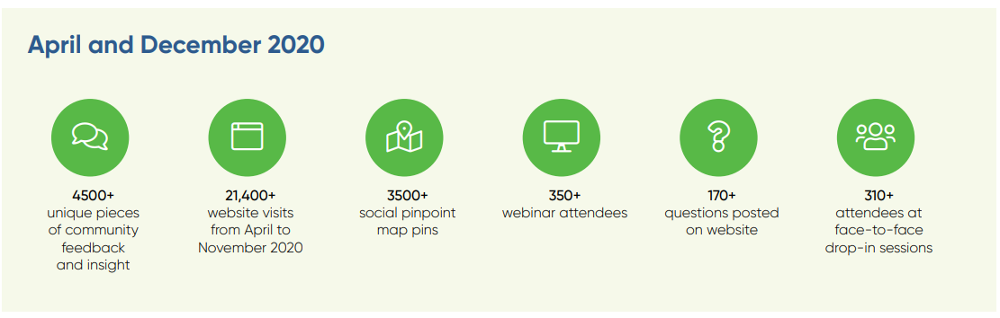 April and December 2020
4500+
unique pieces
of community
feedback
and insight
21,400+
website visits
from April to
November 2020
3500+
social pinpoint
map pins
350+
webinar attendees
170+
questions posted
on website
310+
attendees at
face-to-face
drop-in sessions